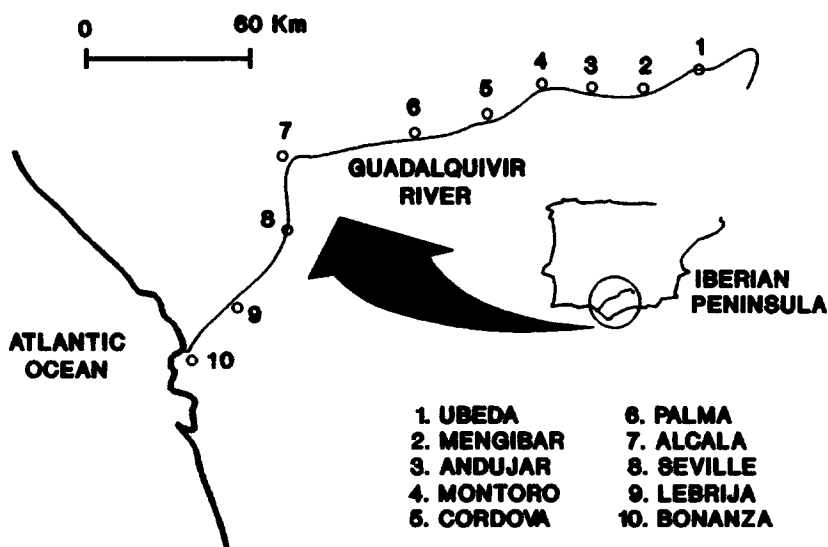 0 60 Km
1
2
3
4
5
6
7
GUADALQUIVIR
RIVER
8
9
10
IBERIAN
PENINSULA
ATLANTIC
OCEAN
1. UBEDA
2. MENGIBAR
3. ANDUJAR
4. MONTORO
5. CORDOVA
6. PALMA
7. ALCALA
8. SEVILLE
9. LEBRIJA
10. BONANZA